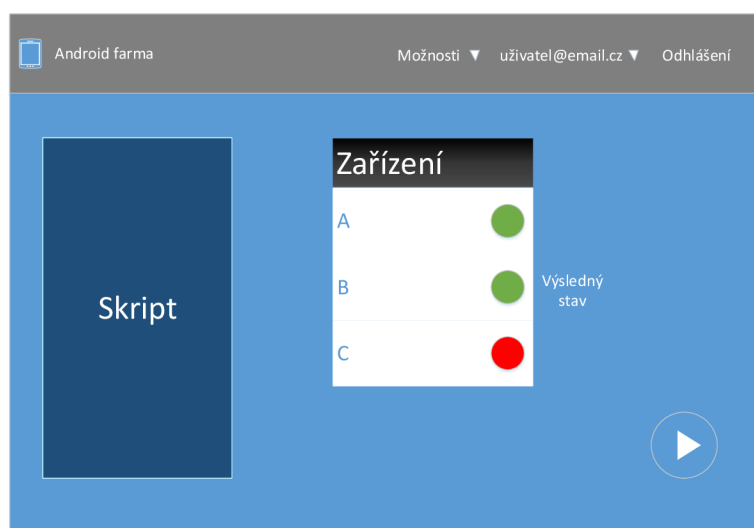 Android farma
Možnosti
uživatel@email.cz
Odhlášení
Skript
Zařízení
A
B
C
Výsledný
stav